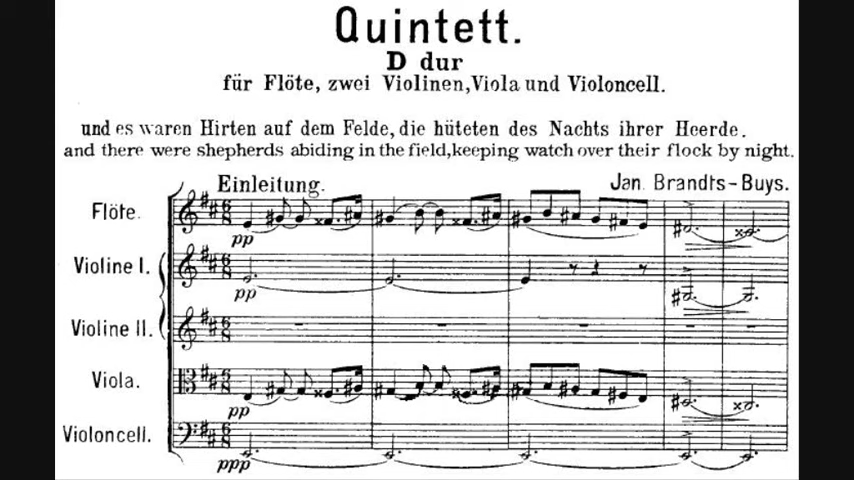 Quintett.
D dur
für Flöte, zwei Violinen, Viola und Violoncell.
und es waren Hirten auf dem Felde, die hüteten des Nachts ihrer Heerde.
and there were shepherds abiding in the field, keeping watch over their flock by night.
Einleitung.
Jan Brandts-Buys.
Flöte.
pp
Violine I.
pp
Violine II.
Viola.
pp
Violoncell.
ppp